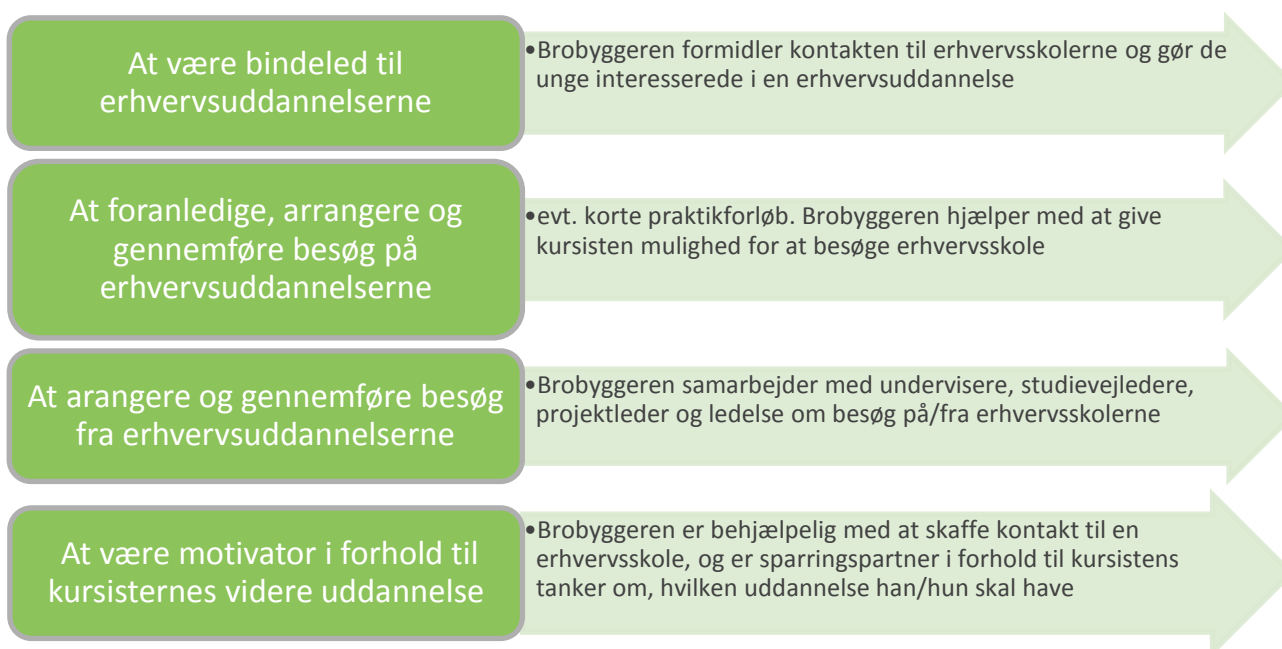 At være bindeled til
erhvervsuddannelserne
•Brobyggeren formidler kontakten til erhvervsskolerne og gør de
unge interesserede i en erhvervsuddannelse
At foranledige, arrangere og
gennemføre besøg på
erhvervsuddannelserne
•evt. korte praktikforløb. Brobyggeren hjælper med at give
kursisten mulighed for at besøge erhvervsskole
At arangere og gennemføre besøg
fra erhvervsuddannelserne
•Brobyggeren samarbejder med undervisere, studievejledere,
projektleder og ledelse om besøg på/fra erhvervsskolerne
At være motivator i forhold til
kursisternes videre uddannelse
•Brobyggeren er behjælpelig med at skaffe kontakt til en
erhvervsskole, og er sparringspartner i forhold til kursistens
tanker om, hvilken uddannelse han/hun skal have